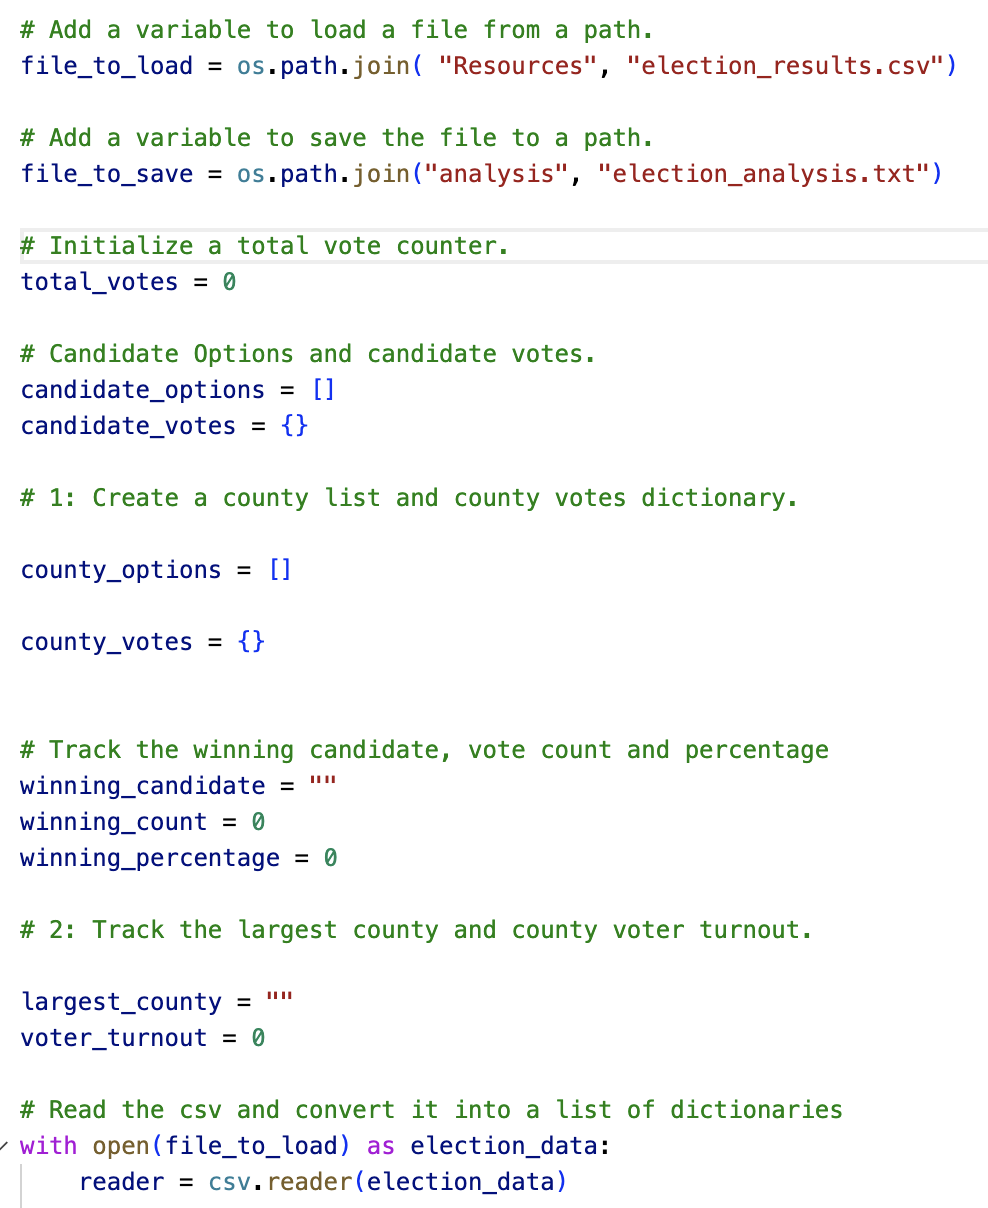 # Add a variable to load a file from a path.
file_to_load = os.path.join( "Resources", "election_results.csv")
# Add a variable to save the file to a path.
file_to_save = os.path.join("analysis", "election_analysis.txt")
# Initialize a total vote counter.
total_votes = 0
# Candidate Options and candidate votes.
candidate_options = []
candidate_votes = {}
# 1: Create a county list and county votes dictionary.
county_options = []
county_votes = {}
# Track the winning candidate, vote count and percentage
winning_candidate = ""
winning_count = 0
winning_percentage = 0
# 2: Track the largest county and county voter turnout.
largest_county = ""
voter_turnout = 0
# Read the csv and convert it into a list of dictionaries
with open(file_to_load) as election_data:
    reader = csv.reader(election_data)